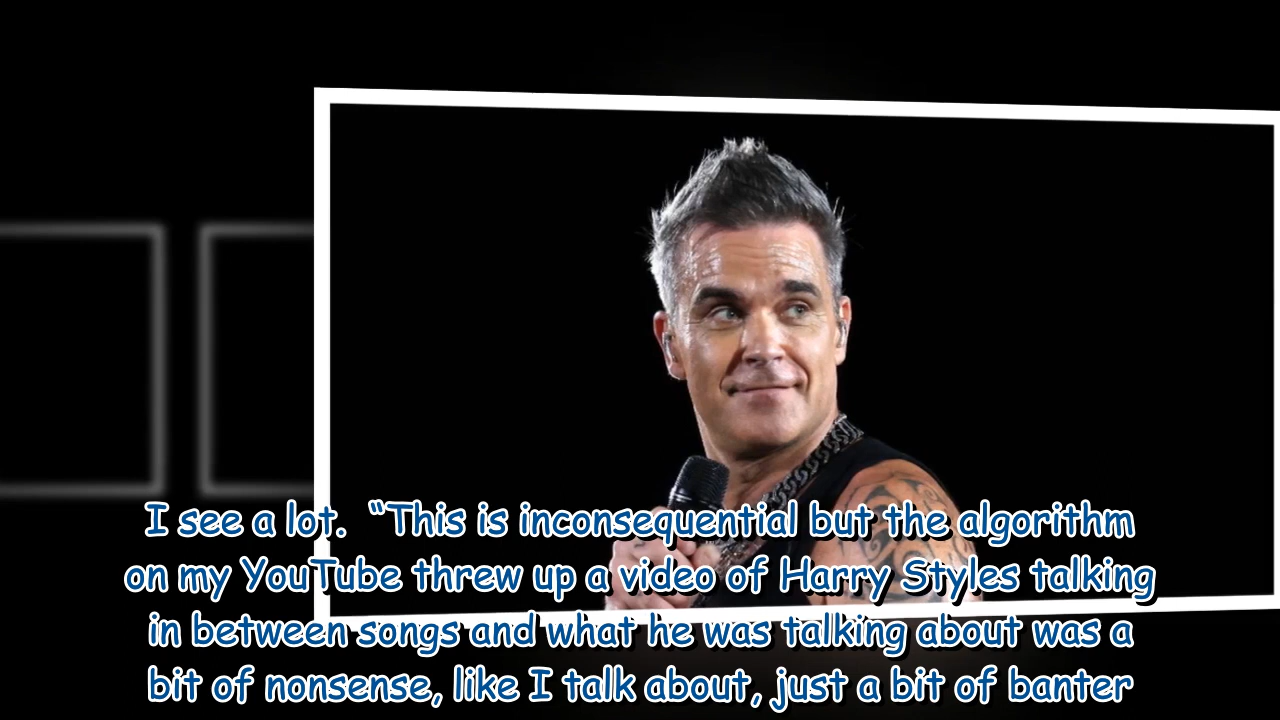 I see a lot.  “This is inconsequential but the algorithm
on my YouTube threw up a video of Harry Styles talking
in between songs and what he was talking about was a
bit of nonsense, like I talk about, just a bit of banter